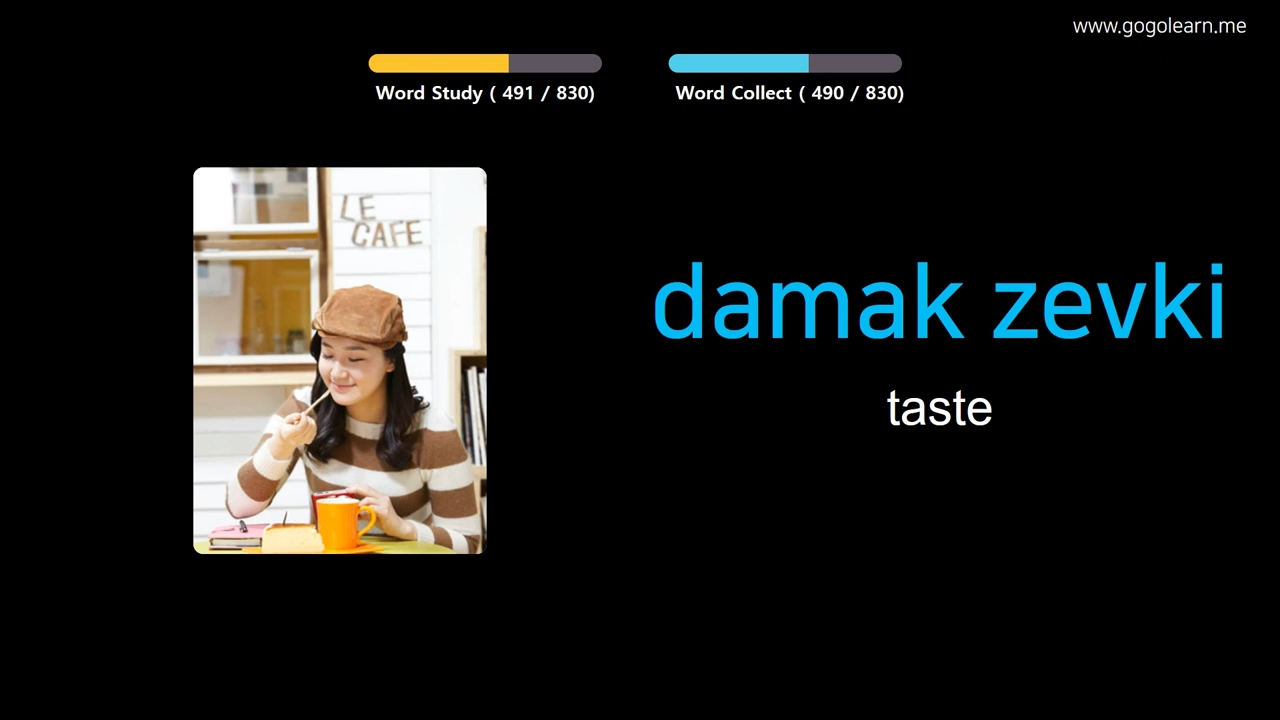 www.gogolearn.me
Word Study ( 491 / 830)
Word Collect ( 490 / 830)
LE
CAFE
damak zevki
taste